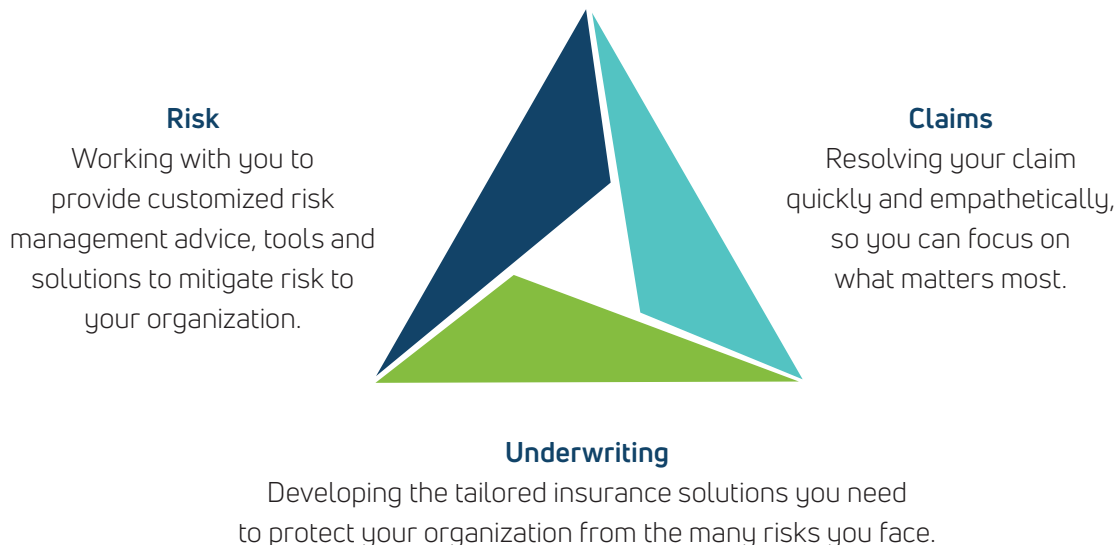 Risk
Working with you to
provide customized risk
management advice, tools and
solutions to mitigate risk to
your organization.
Claims
Resolving your claim
quickly and empathetically,
so you can focus on
what matters most.
Underwriting
Developing the tailored insurance solutions you need
to protect your organization from the many risks you face.